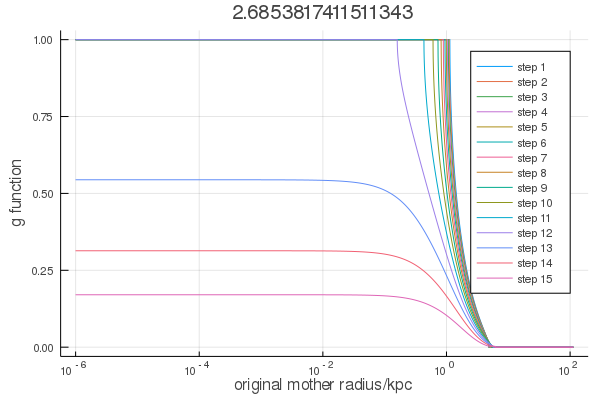 2.6853817411511343
g function
1.00
0.75
0.50
0.25
0.00
step 1
step 2
step 3
step 4
step 5
step 6
step 7
step 8
step 9
step 10
step 11
step 12
step 13
step 14
step 15
10⁻⁶ 10⁻⁴ 10⁻² 10⁰ 10²
original mother radius/kpc